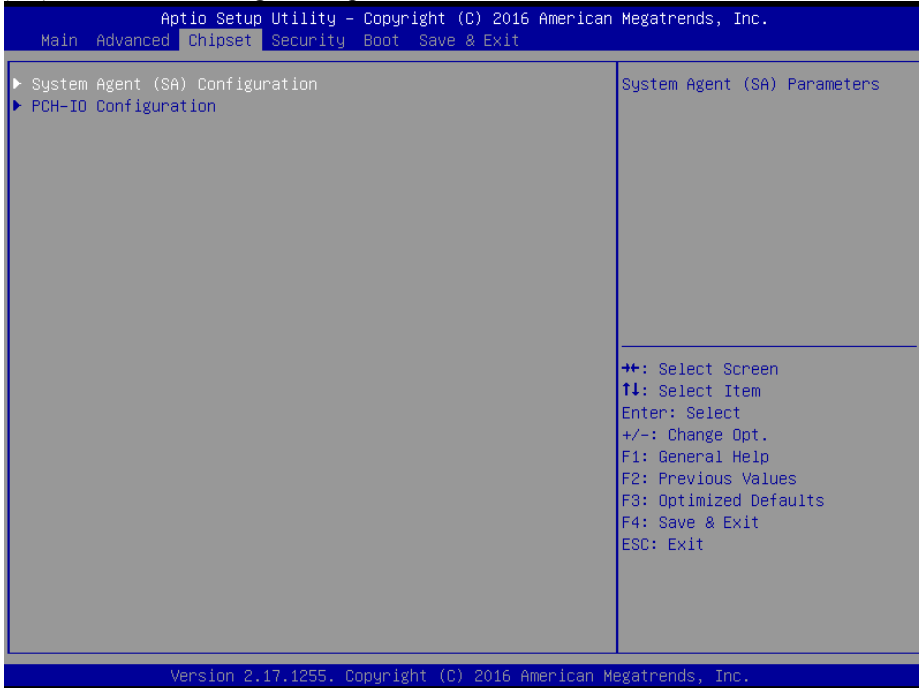 Aptio Setup Utility – Copyright (C) 2016 American Megatrends, Inc.
Main Advanced Chipset Security Boot Save & Exit
System Agent (SA) Configuration
PCH-IO Configuration
System Agent (SA) Parameters
→←: Select Screen
↑↓: Select Item
Enter: Select
+/-: Change Opt.
F1: General Help
F2: Previous Values
F3: Optimized Defaults
F4: Save & Exit
ESC: Exit
Version 2.17.1255. Copyright (C) 2016 American Megatrends, Inc.